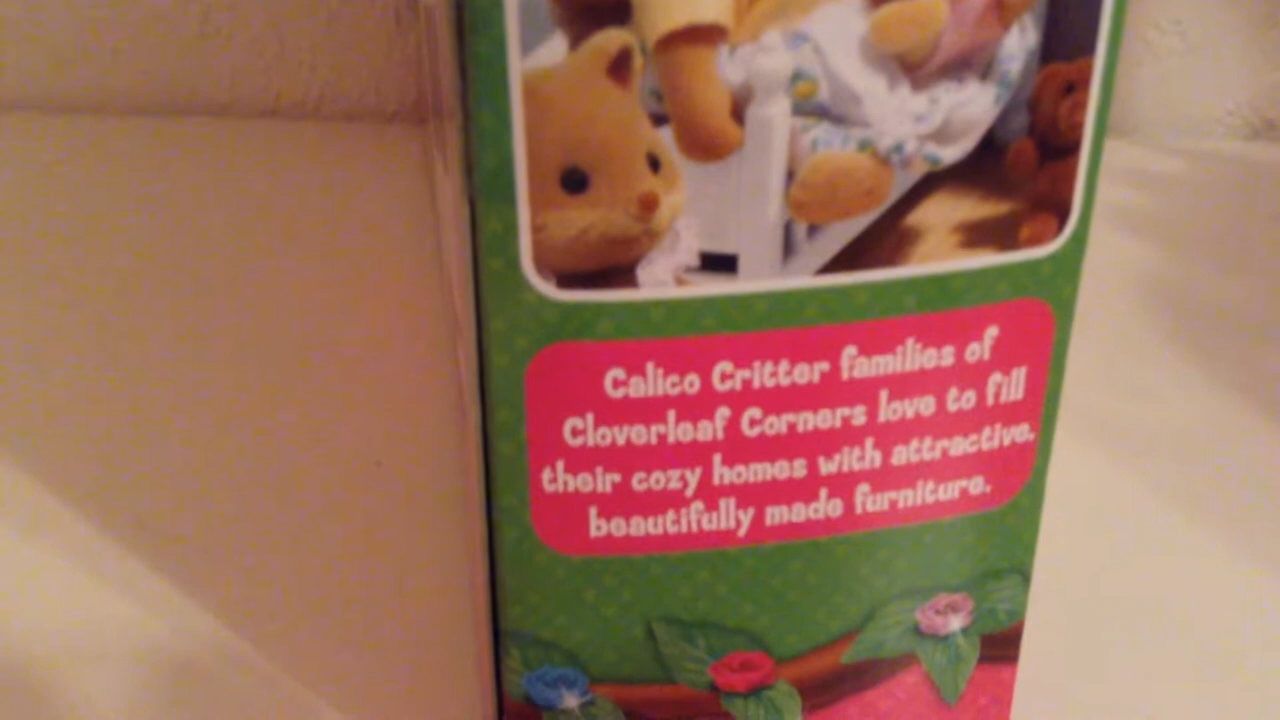 Calico Critter families of
Cloverleaf Corners love to fill
their cozy homes with attractive,
beautifully made furniture.